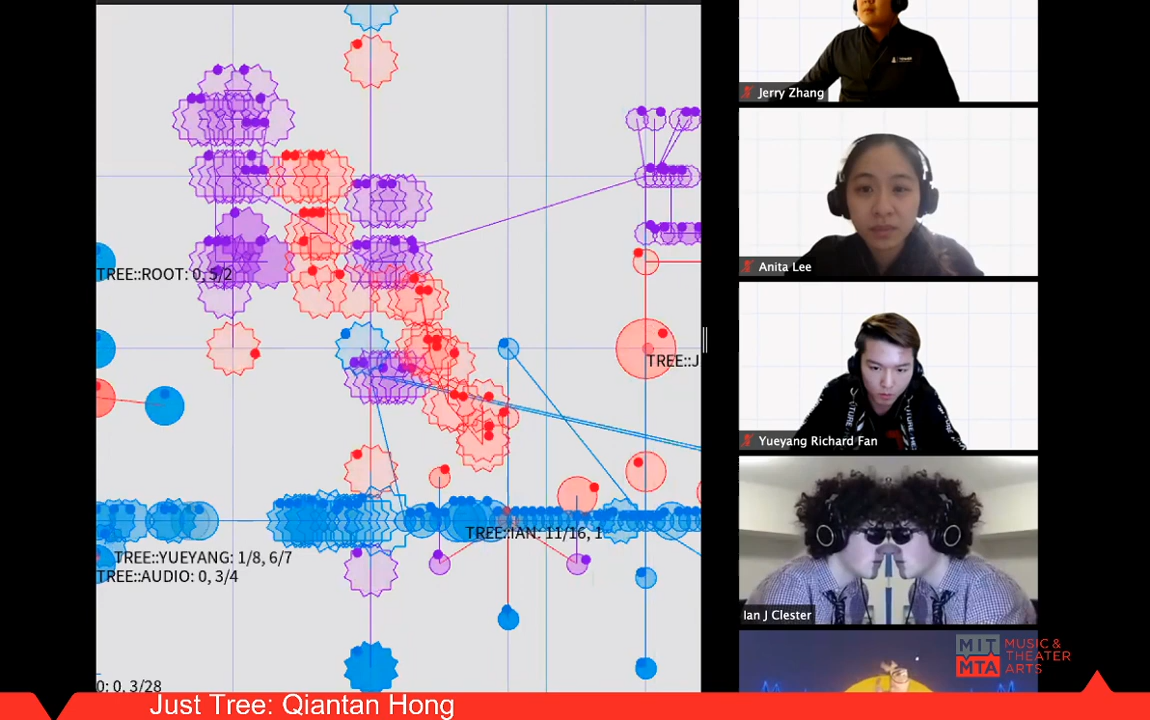 Jerry Zhang
Anita Lee
TREE::ROOT: 0, 5/2
TREE::J
Yueyang Richard Fan
TREE::IAN: 11/16, 1
TREE::YUEYANG: 1/8, 6/7
TREE::AUDIO: 0, 3/4
Ian J Clester
MIT
MTA
MUSIC &
THEATER
ARTS
0: 0, 3/28
Just Tree: Qiantan Hong